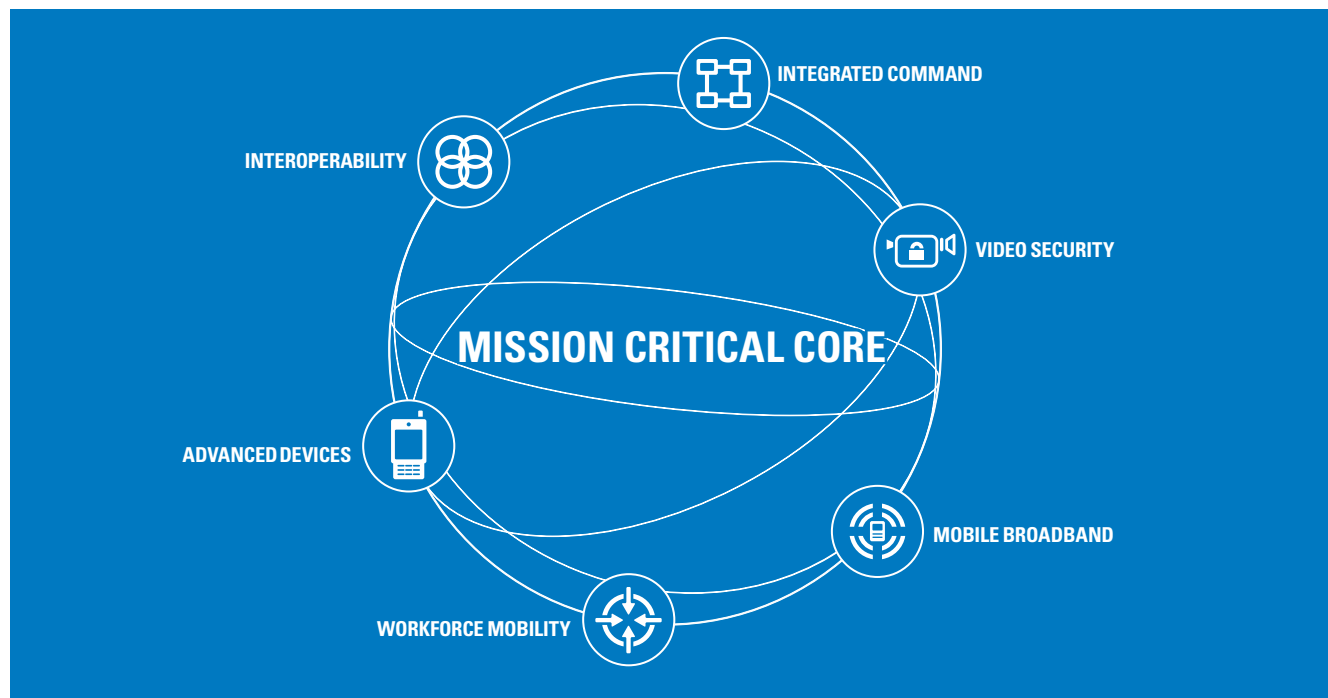 INTEGRATED COMMAND
INTEROPERABILITY
VIDEO SECURITY
MISSION CRITICAL CORE
ADVANCED DEVICES
MOBILE BROADBAND
WORKFORCE MOBILITY